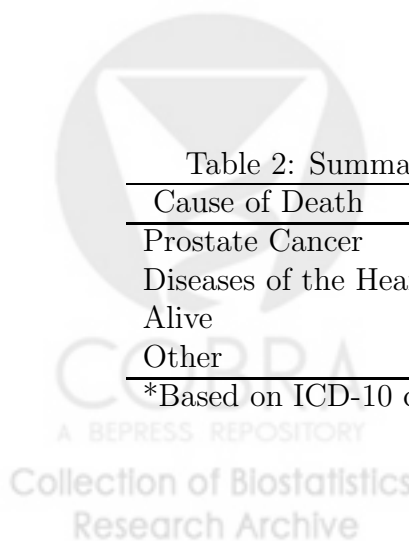 Table 2: Summa
Cause of Death
Prostate Cancer
Diseases of the Hea
Alive
Other
*Based on ICD-10
COBRA
A BEPRESS REPOSITORY
Collection of Biostatistics
Research Archive